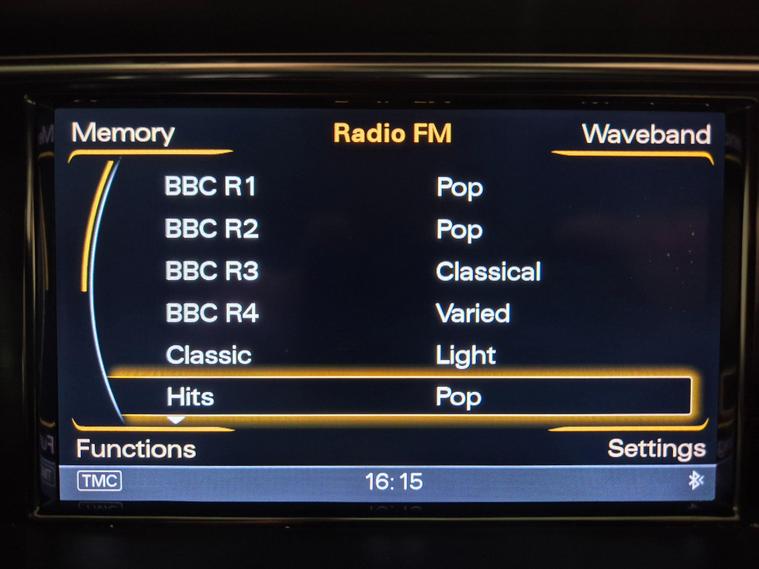 Memory Radio FM Waveband
BBC R1 Pop
BBC R2 Pop
BBC R3 Classical
BBC R4 Varied
Classic Light
Hits Pop
Functions Settings
TMC 16:15